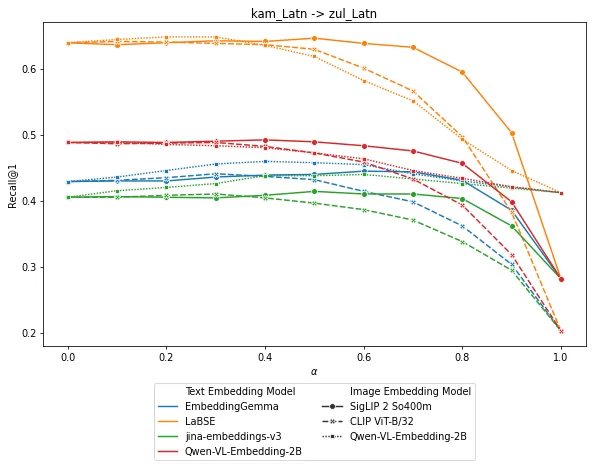 kam_Latn -> zul_Latn
Recall@1
0.6
0.5
0.4
0.3
0.2
0.0 0.2 0.4 0.6 0.8 1.0
α
Text Embedding Model Image Embedding Model
EmbeddingGemma SigLIP 2 So400m
LaBSE CLIP ViT-B/32
jina-embeddings-v3 Qwen-VL-Embedding-2B
Qwen-VL-Embedding-2B